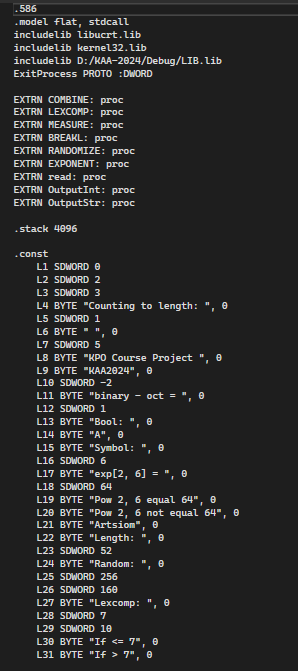 .586
.model flat, stdcall
includelib libucrt.lib
includelib kernel32.lib
includelib D:/KAA-2024/Debug/LIB.lib
ExitProcess PROTO :DWORD

EXTRN COMBINE: proc
EXTRN LEXCOMP: proc
EXTRN MEASURE: proc
EXTRN BREAKL: proc
EXTRN RANDOMIZE: proc
EXTRN EXPONENT: proc
EXTRN read: proc
EXTRN OutputInt: proc
EXTRN OutputStr: proc

.stack 4096

.const
    L1 SDWORD 0
    L2 SDWORD 2
    L3 SDWORD 3
    L4 BYTE "Counting to length: ", 0
    L5 SDWORD 1
    L6 BYTE " ", 0
    L7 SDWORD 5
    L8 BYTE "KPO Course Project ", 0
    L9 BYTE "KAA2024", 0
    L10 SDWORD -2
    L11 BYTE "binary - oct = ", 0
    L12 SDWORD 1
    L13 BYTE "Bool: ", 0
    L14 BYTE "A", 0
    L15 BYTE "Symbol: ", 0
    L16 SDWORD 6
    L17 BYTE "exp[2, 6] = ", 0
    L18 SDWORD 64
    L19 BYTE "Pow 2, 6 equal 64", 0
    L20 BYTE "Pow 2, 6 not equal 64", 0
    L21 BYTE "Artsiom", 0
    L22 BYTE "Length: ", 0
    L23 SDWORD 52
    L24 BYTE "Random: ", 0
    L25 SDWORD 256
    L26 SDWORD 160
    L27 BYTE "Lexcomp: ", 0
    L28 SDWORD 7
    L29 SDWORD 10
    L30 BYTE "If <= 7", 0
    L31 BYTE "If > 7", 0